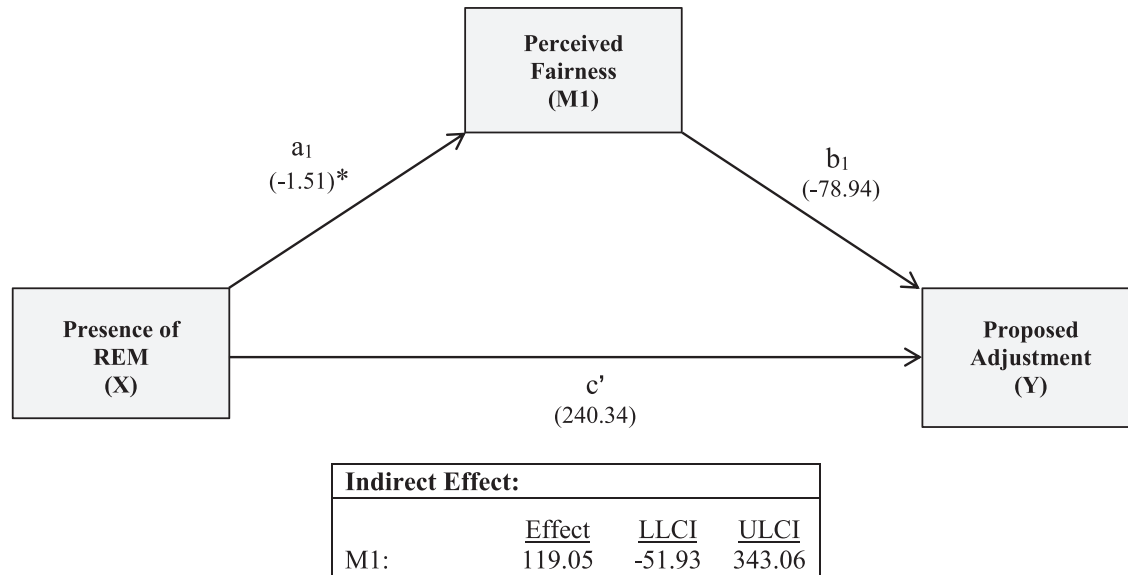 Perceived
Fairness
(M1)
a₁
(-1.51)*
b₁
(-78.94)
Presence of
REM
(X)
Proposed
Adjustment
(Y)
c'
(240.34)
Indirect Effect:
Effect LLCI ULCI
M1: 119.05 -51.93 343.06